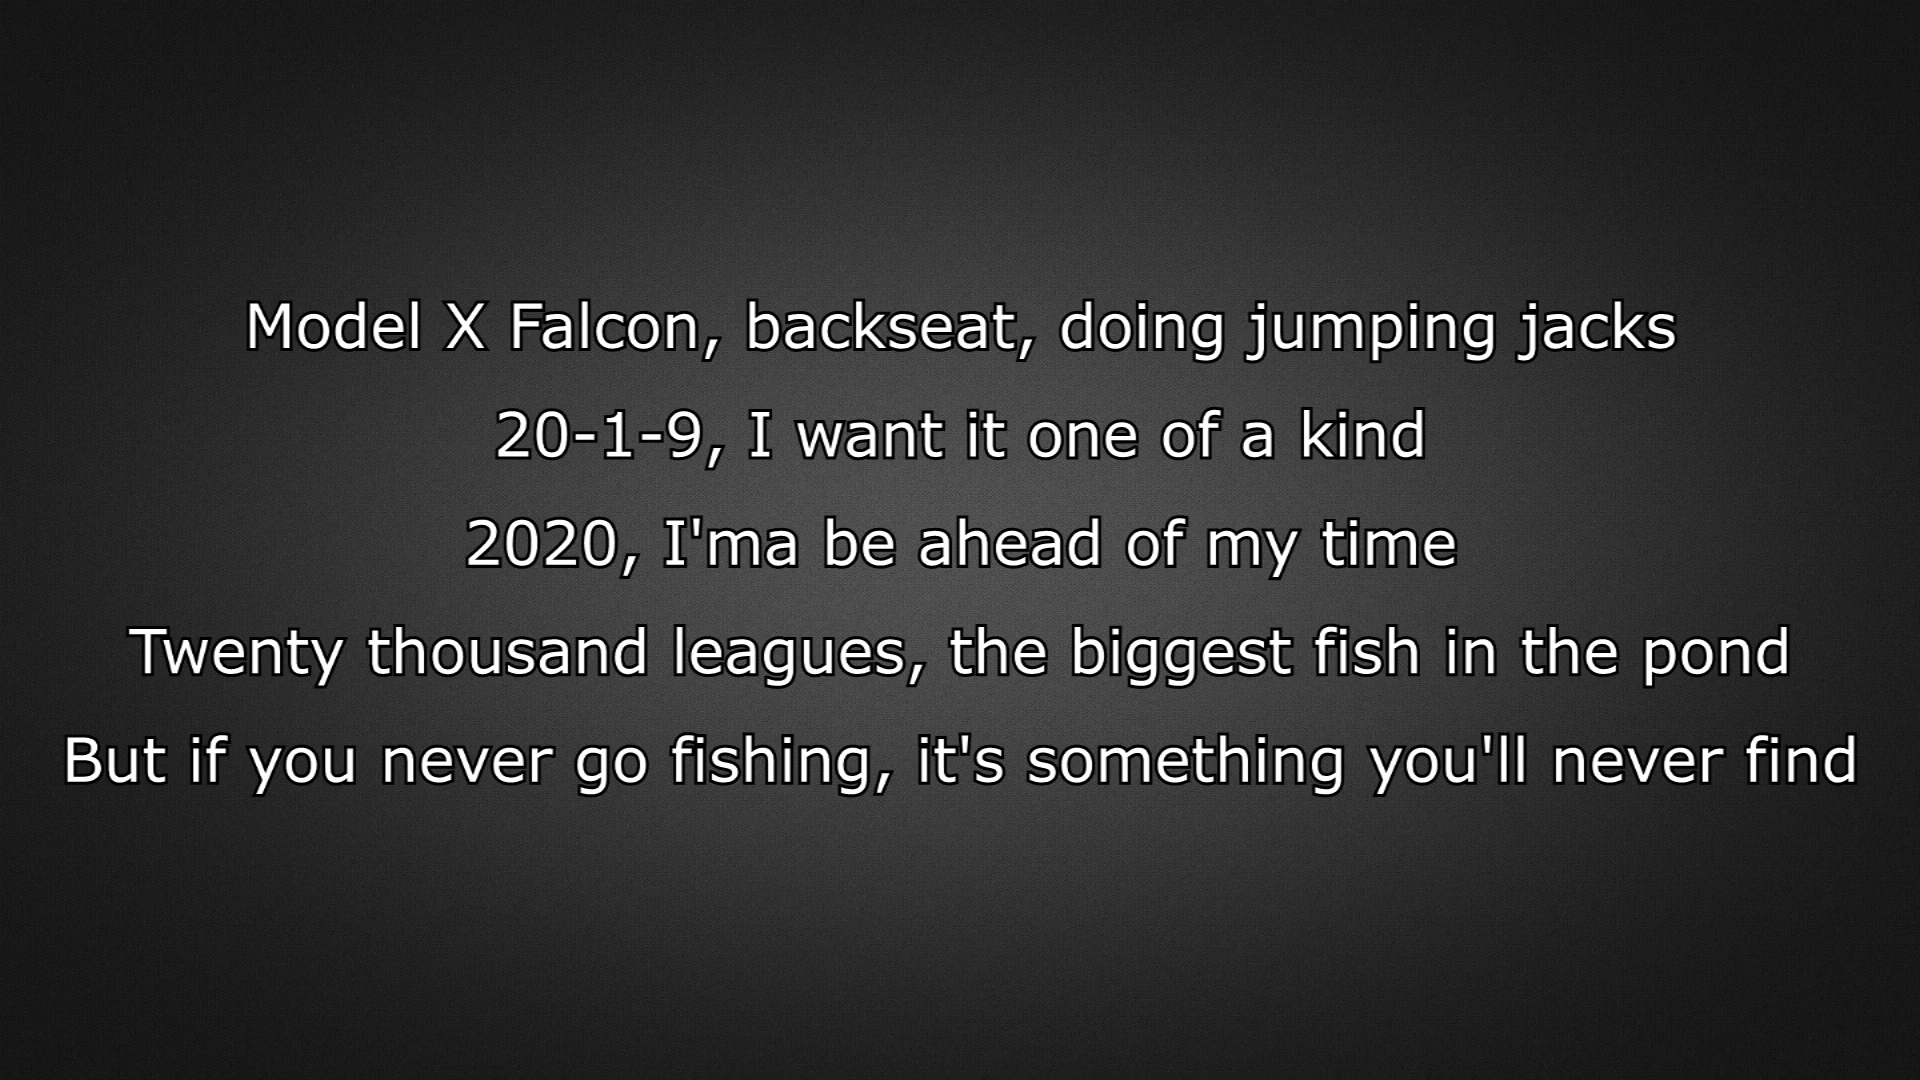 Model X Falcon, backseat, doing jumping jacks
20-1-9, I want it one of a kind
2020, I'ma be ahead of my time
Twenty thousand leagues, the biggest fish in the pond
But if you never go fishing, it's something you'll never find